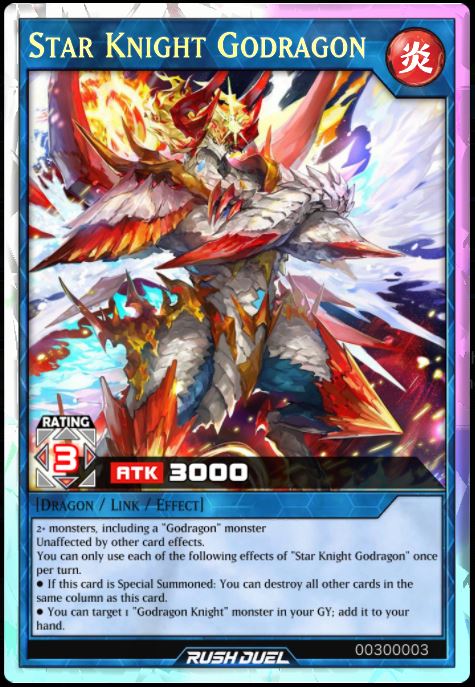 STAR KNIGHT GODRAGON
炎
RATING
3
ATK 3000
[DRAGON / LINK / EFFECT]
2+ monsters, including a "Godragon" monster
Unaffected by other card effects.
You can only use each of the following effects of "Star Knight Godragon" once
per turn.
● If this card is Special Summoned: You can destroy all other cards in the
same column as this card.
● You can target 1 "Godragon Knight" monster in your GY; add it to your
hand.
RUSH DUEL
00300003